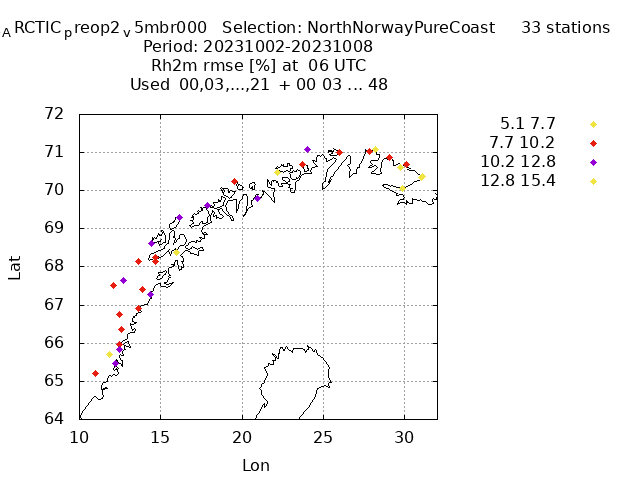 ARCTICpreop2v5mbr000 Selection: NorthNorwayPureCoast 33 stations
Period: 20231002-20231008
Rh2m rmse [%] at 06 UTC
Used 00,03,...,21 + 00 03 ... 48
5.1 7.7
7.7 10.2
10.2 12.8
12.8 15.4
72
71
70
69
68
67
66
65
64
Lat
10 15 20 25 30
Lon